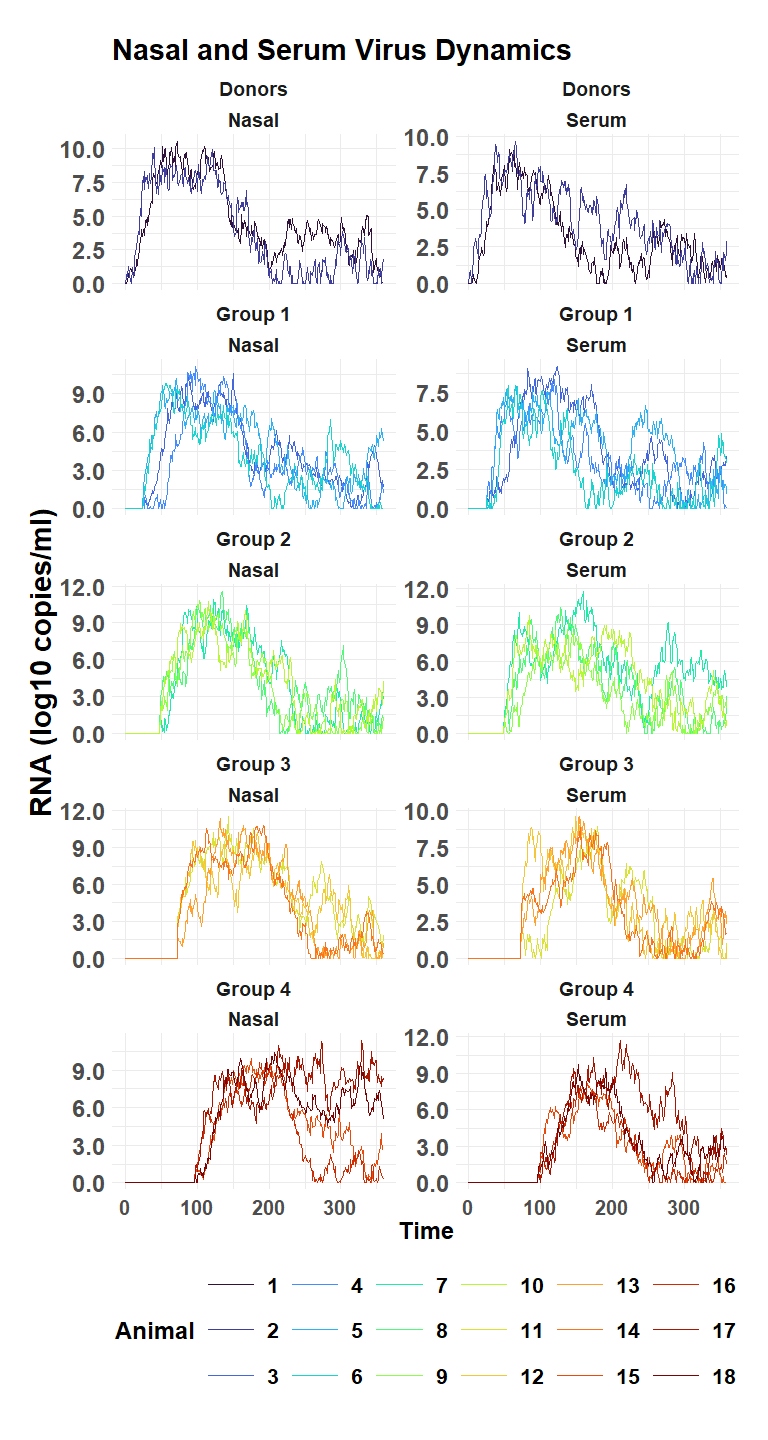 Nasal and Serum Virus Dynamics
Donors Donors
Nasal Serum
10.0 10.0
7.5 7.5
5.0 5.0
2.5 2.5
0.0 0.0
Group 1 Group 1
Nasal Serum
9.0 7.5
6.0 5.0
3.0 2.5
0.0 0.0
Group 2 Group 2
Nasal Serum
12.0 12.0
9.0 9.0
6.0 6.0
3.0 3.0
0.0 0.0
RNA (log10 copies/ml)
Group 3 Group 3
Nasal Serum
12.0 10.0
9.0 7.5
6.0 5.0
3.0 2.5
0.0 0.0
Group 4 Group 4
Nasal Serum
9.0 12.0
6.0 9.0
3.0 6.0
0.0 3.0
0.0
0 100 200 300 0 100 200 300
Time
1 4 7 10 13 16
Animal 2 5 8 11 14 17
3 6 9 12 15 18